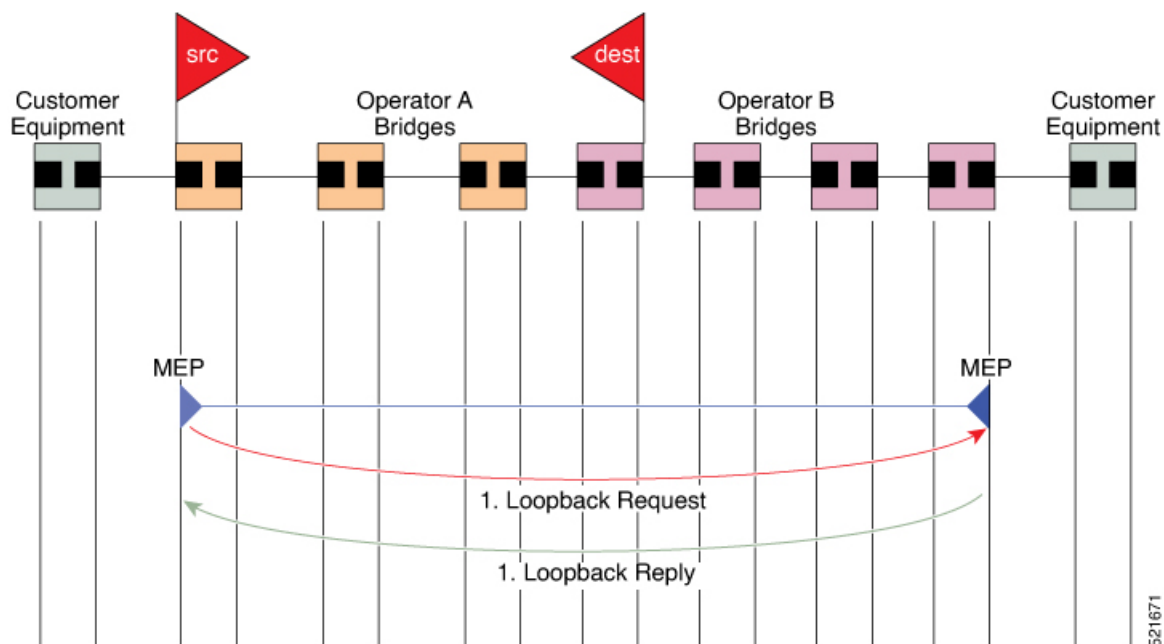 src
dest
Customer
Equipment
Operator A
Bridges
Operator B
Bridges
Customer
Equipment
MEP
MEP
1. Loopback Request
1. Loopback Reply
521671